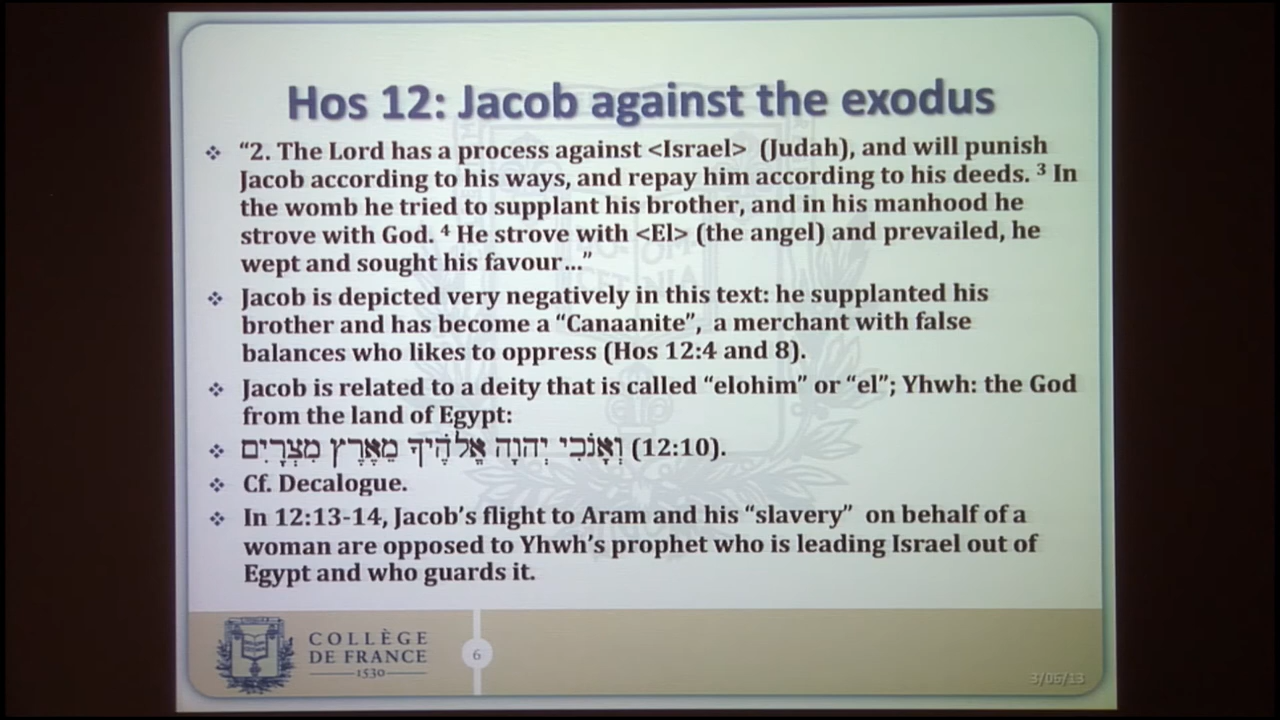 Hos 12: Jacob against the exodus
❖ “2. The Lord has a process against <Israel> (Judah), and will punish
Jacob according to his ways, and repay him according to his deeds. ³ In
the womb he tried to supplant his brother, and in his manhood he
strove with God. ⁴ He strove with <El> (the angel) and prevailed, he
wept and sought his favour...”
❖ Jacob is depicted very negatively in this text: he supplanted his
brother and has become a “Canaanite”, a merchant with false
balances who likes to oppress (Hos 12:4 and 8).
❖ Jacob is related to a deity that is called “elohim” or “el”; Yhwh: the God
from the land of Egypt:
❖ וְאָנֹכִי יְהוָה אֱלֹהֶיךָ מֵאֶרֶץ מִצְרָיִם (12:10).
❖ Cf. Decalogue.
❖ In 12:13-14, Jacob’s flight to Aram and his “slavery” on behalf of a
woman are opposed to Yhwh’s prophet who is leading Israel out of
Egypt and who guards it.
COLLÈGE
DE FRANCE
1530
6
3/06/13